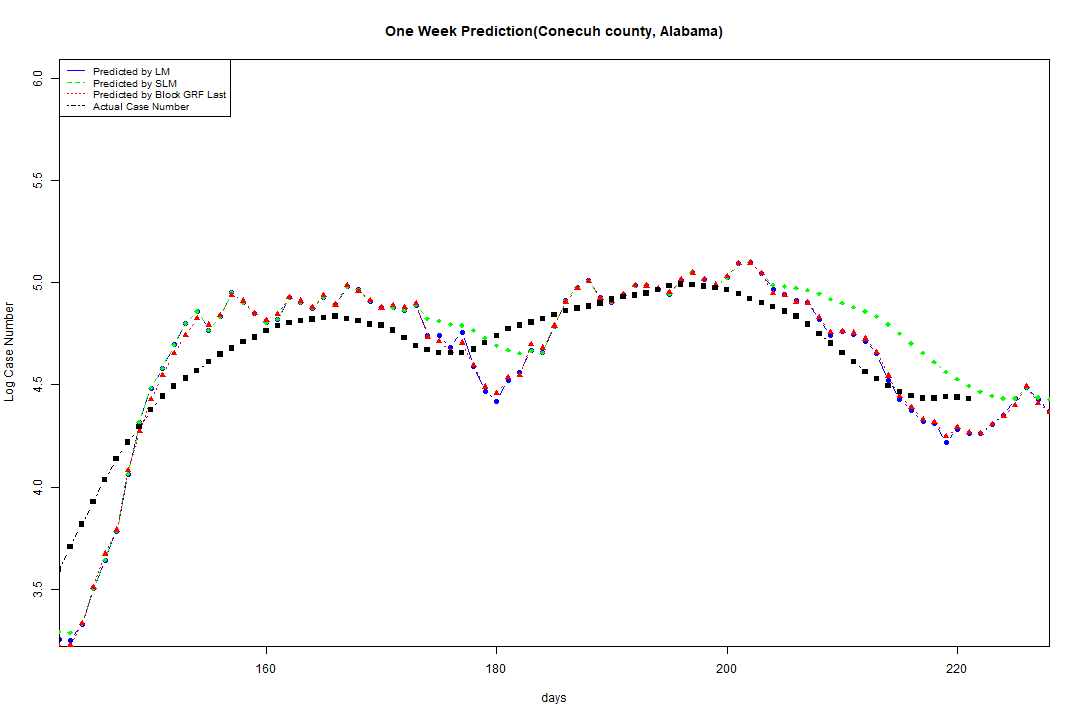 One Week Prediction(Conecuh county, Alabama)
Predicted by LM
Predicted by SLM
Predicted by Block GRF Last
Actual Case Number
6.0
5.5
5.0
4.5
4.0
3.5
Log Case Number
160 180 200 220
days